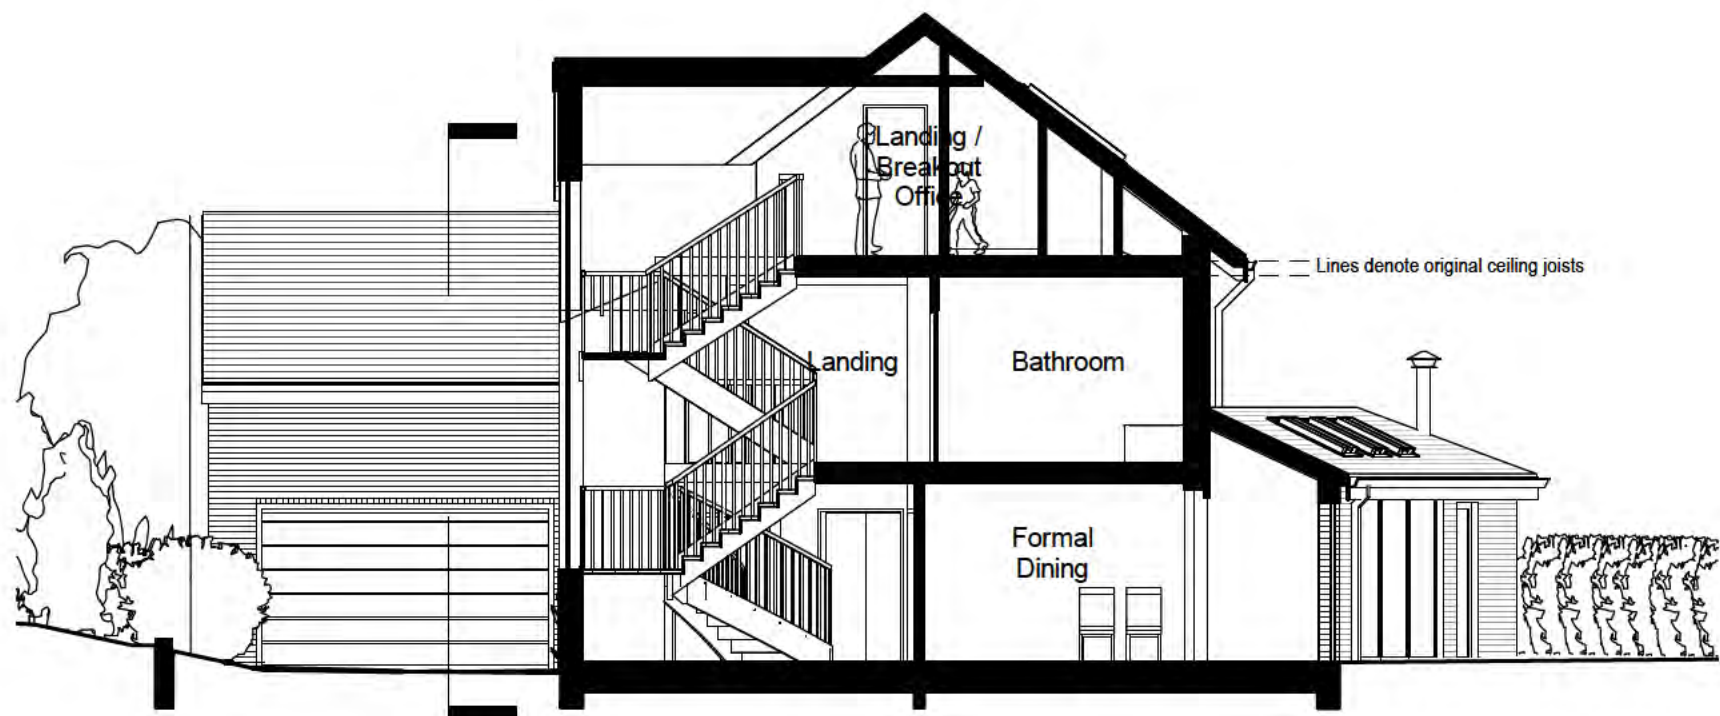 Landing /
Breakout
Office
Lines denote original ceiling joists
Landing
Bathroom
Formal
Dining